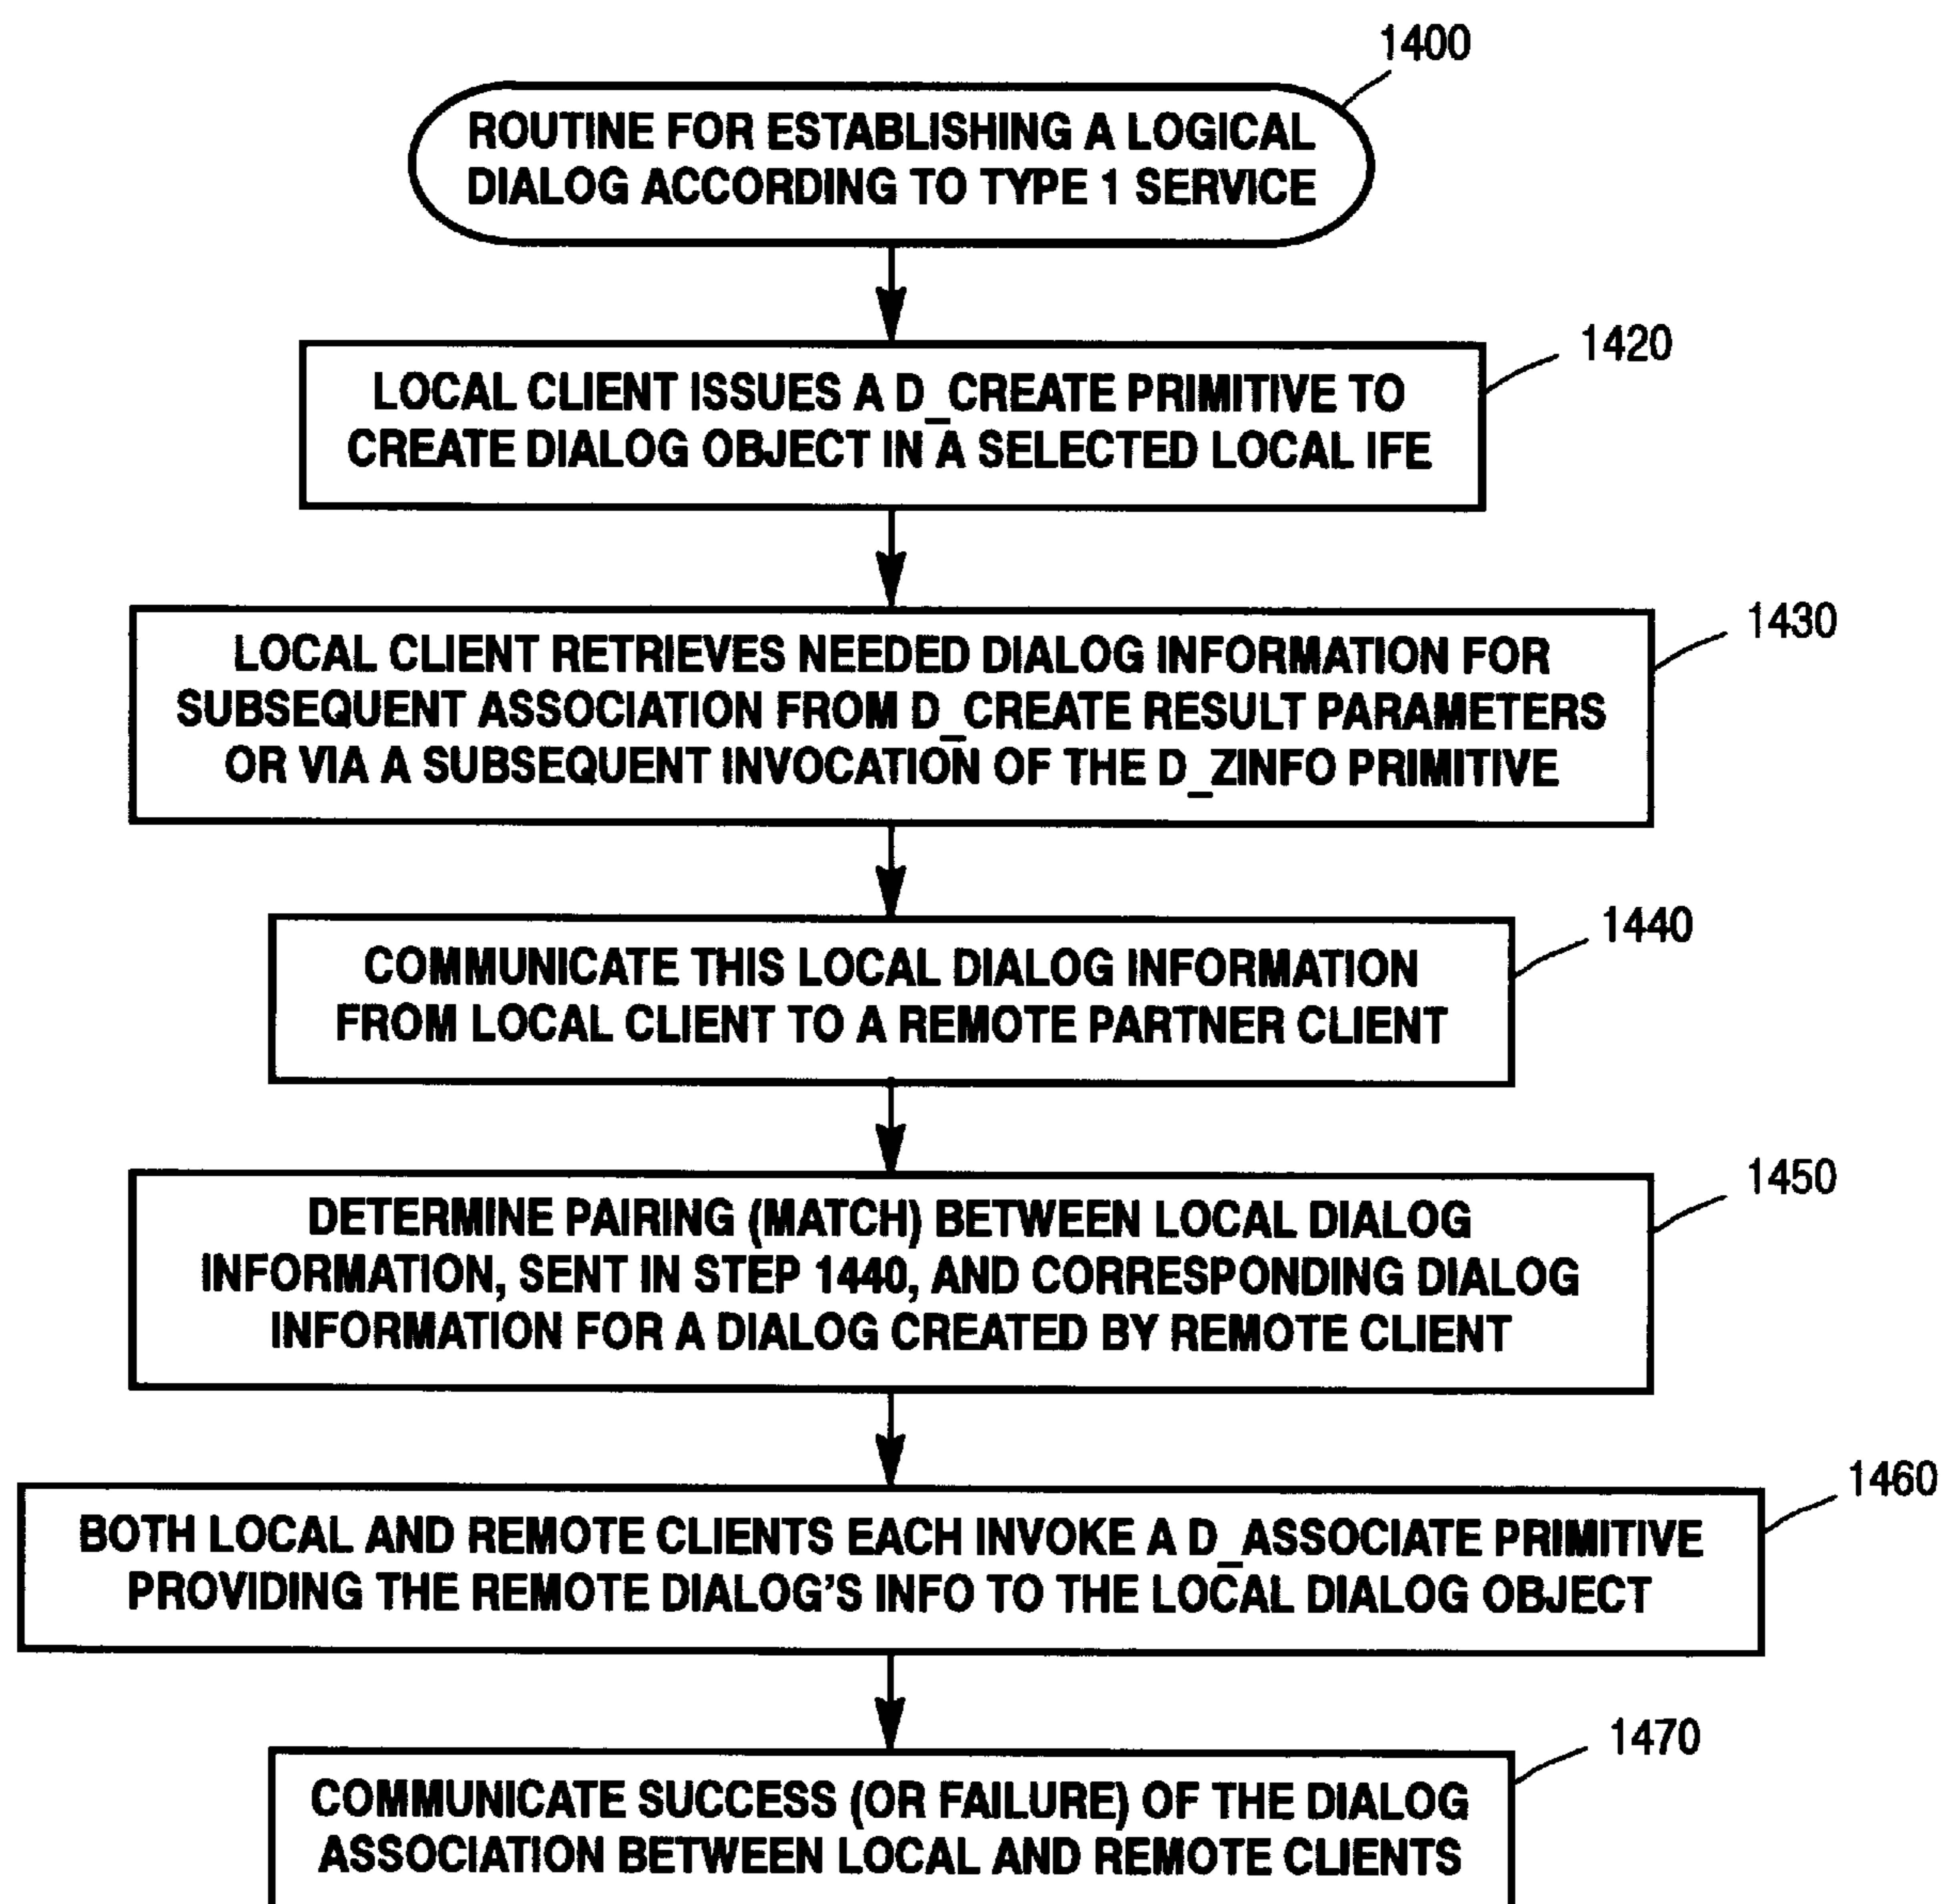 1400
ROUTINE FOR ESTABLISHING A LOGICAL
DIALOG ACCORDING TO TYPE 1 SERVICE
1420
LOCAL CLIENT ISSUES A D_CREATE PRIMITIVE TO
CREATE DIALOG OBJECT IN A SELECTED LOCAL IFE
1430
LOCAL CLIENT RETRIEVES NEEDED DIALOG INFORMATION FOR
SUBSEQUENT ASSOCIATION FROM D_CREATE RESULT PARAMETERS
OR VIA A SUBSEQUENT INVOCATION OF THE D_ZINFO PRIMITIVE
1440
COMMUNICATE THIS LOCAL DIALOG INFORMATION
FROM LOCAL CLIENT TO A REMOTE PARTNER CLIENT
1450
DETERMINE PAIRING (MATCH) BETWEEN LOCAL DIALOG
INFORMATION, SENT IN STEP 1440, AND CORRESPONDING DIALOG
INFORMATION FOR A DIALOG CREATED BY REMOTE CLIENT
1460
BOTH LOCAL AND REMOTE CLIENTS EACH INVOKE A D_ASSOCIATE PRIMITIVE
PROVIDING THE REMOTE DIALOG'S INFO TO THE LOCAL DIALOG OBJECT
1470
COMMUNICATE SUCCESS (OR FAILURE) OF THE DIALOG
ASSOCIATION BETWEEN LOCAL AND REMOTE CLIENTS